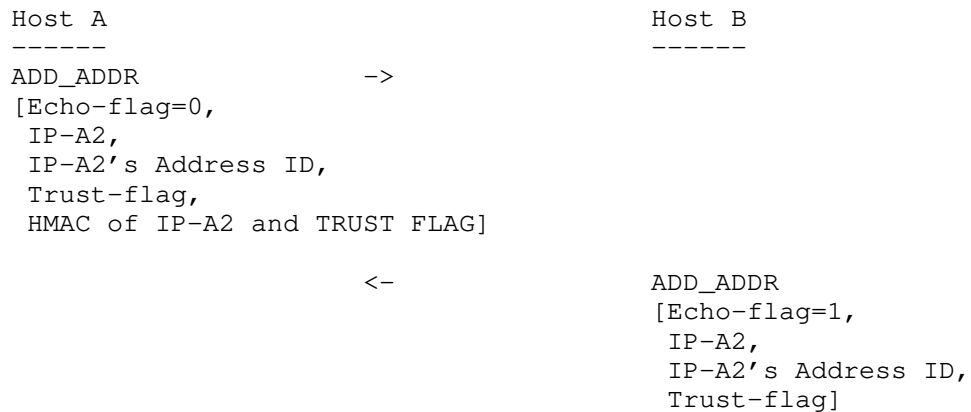 Host A                                  Host B
------                                  ------
ADD_ADDR              ->
[Echo-flag=0,
 IP-A2,
 IP-A2's Address ID,
 Trust-flag,
 HMAC of IP-A2 and TRUST FLAG]
                      <-                ADD_ADDR
                                        [Echo-flag=1,
                                         IP-A2,
                                         IP-A2's Address ID,
                                         Trust-flag]